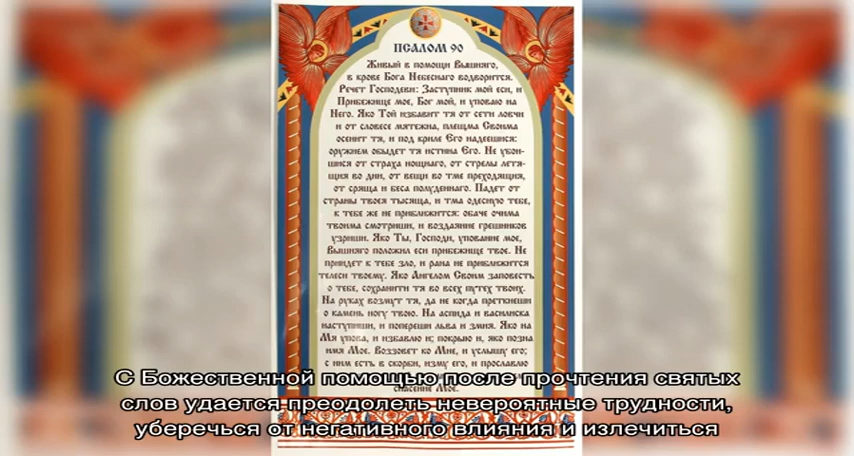 ПСАЛОМ 90
Живый в помощи Вышняго,
в крове Бога Небеснаго водворится.
Речет Господеви: Заступник мой еси, и
Прибежище мое, Бог мой, и уповаю на
Него. Яко Той избавит тя от сети ловчи
и от словесе мятежна, плещма Своима
осенит тя, и под криле Его надеешися:
оружием обыдет тя истина Его. Не убои-
шися от страха нощнаго, от стрелы летя-
щия во дни, от вещи во тме преходящия,
от сряща и беса полуденнаго. Падет от
страны твоея тысяща, и тма одесную тебе,
к тебе же не приближится: обаче очима
твоима смотриши, и воздаяние грешников
узриши. Яко Ты, Господи, упование мое,
Вышняго положил еси прибежище твое. Не
приидет к тебе зло, и рана не приближится
телеси твоему. Яко Ангелом Своим заповесть
о тебе, сохранити тя во всех путех твоих.
На руках возмут тя, да не когда преткнеши
о камень ногу твою. На аспида и василиска
наступиши, и попереши льва и змия. Яко на
Мя упова, и избавлю и; покрыю и, яко позна
имя Мое. Воззовет ко Мне, и услышу его;
с ним есмь в скорби, изму его, и прославлю
спасение Мое.
С Божественной помощью после прочтения святых
слов удается преодолеть невероятные трудности,
уберечься от негативного влияния и излечиться